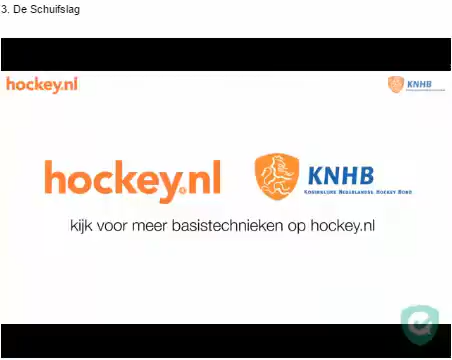 3. De Schuifslag
hockey.nl
KNHB
hockey.nl
KNHB
Koninklijke Nederlandse Hockey Bond
kijk voor meer basistechnieken op hockey.nl